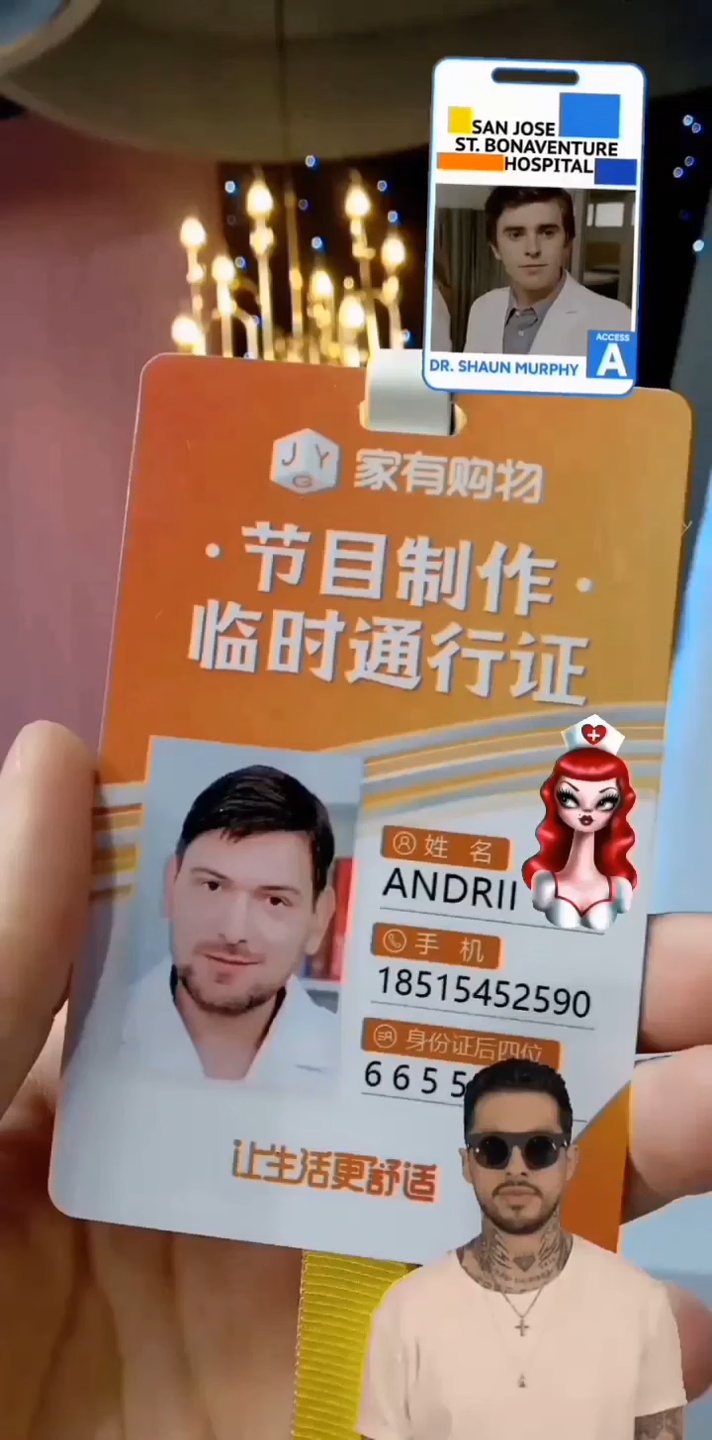 SAN JOSE
ST. BONAVENTURE
HOSPITAL
ACCESS
A
DR. SHAUN MURPHY
JYG 家有购物
·节目制作·
临时通行证
姓 名
ANDRII
手 机
18515452590
身份证后四位
6655
让生活更舒适